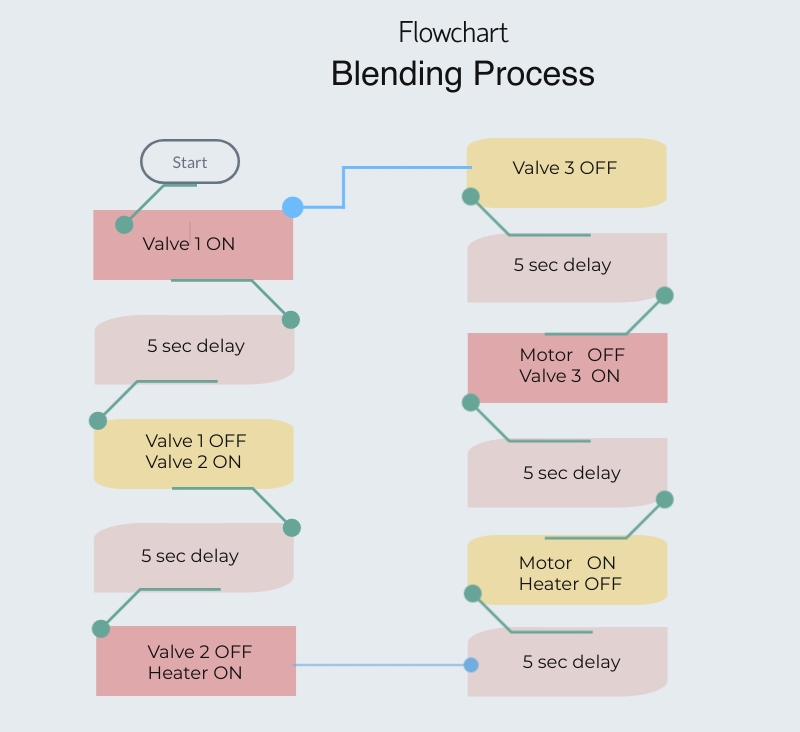 Flowchart
Blending Process
Start
Valve 1 ON
5 sec delay
Valve 1 OFF
Valve 2 ON
5 sec delay
Valve 2 OFF
Heater ON
Valve 3 OFF
5 sec delay
Motor OFF
Valve 3 ON
5 sec delay
Motor ON
Heater OFF
5 sec delay